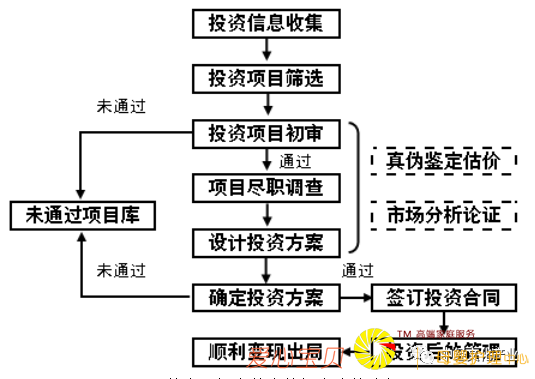 投资信息收集
投资项目筛选
未通过
投资项目初审
通过
真伪鉴定估价
项目尽职调查
未通过项目库
市场分析论证
设计投资方案
未通过
通过
确定投资方案
签订投资合同
TM 高端家庭服务
顺利变现出局
爱心宝贝
投资后的管理